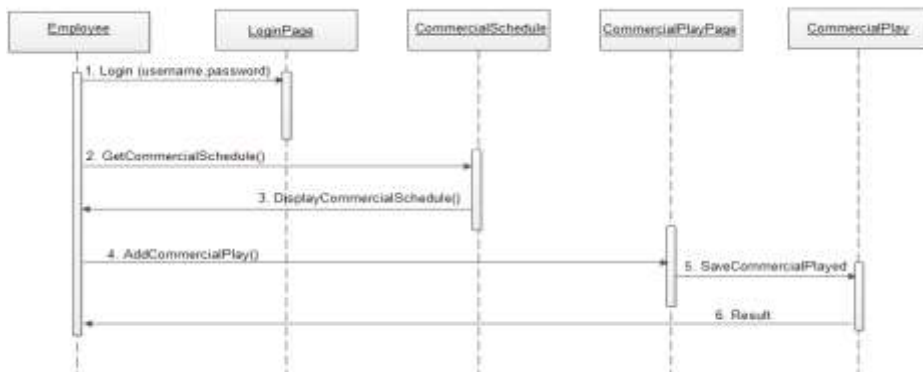 Employee
LoginPage
CommercialSchedule
CommercialPlayPage
CommercialPlay
1. Login (username,password)
2. GetCommercialSchedule()
3. DisplayCommercialSchedule()
4. AddCommercialPlay()
5. SaveCommercialPlayed
6. Result